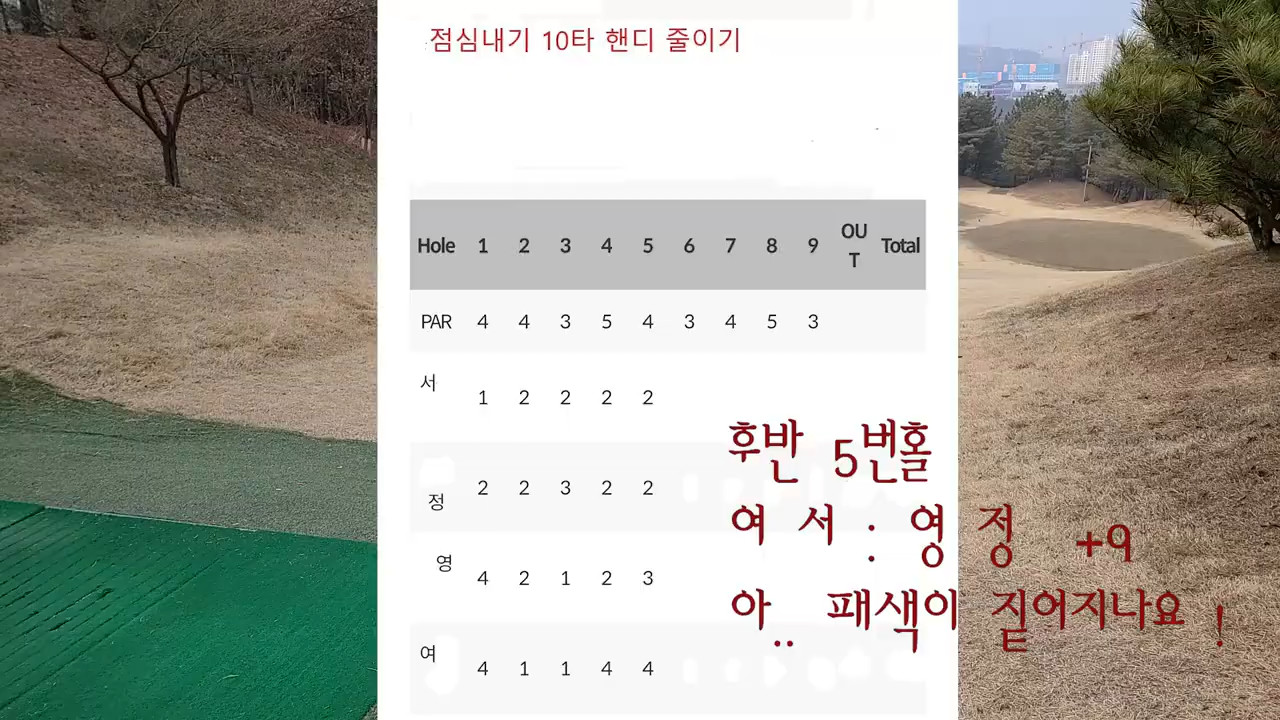 점심내기 10타 핸디 줄이기
Hole 1 2 3 4 5 6 7 8 9 OUT Total
PAR 4 4 3 5 4 3 4 5 3
서 1 2 2 2 2
정 2 2 3 2 2
영 4 2 1 2 3
여 4 1 1 4 4
후반 5번홀
여 서 : 영 정 +9
아.. 패색이 짙어지나요 !